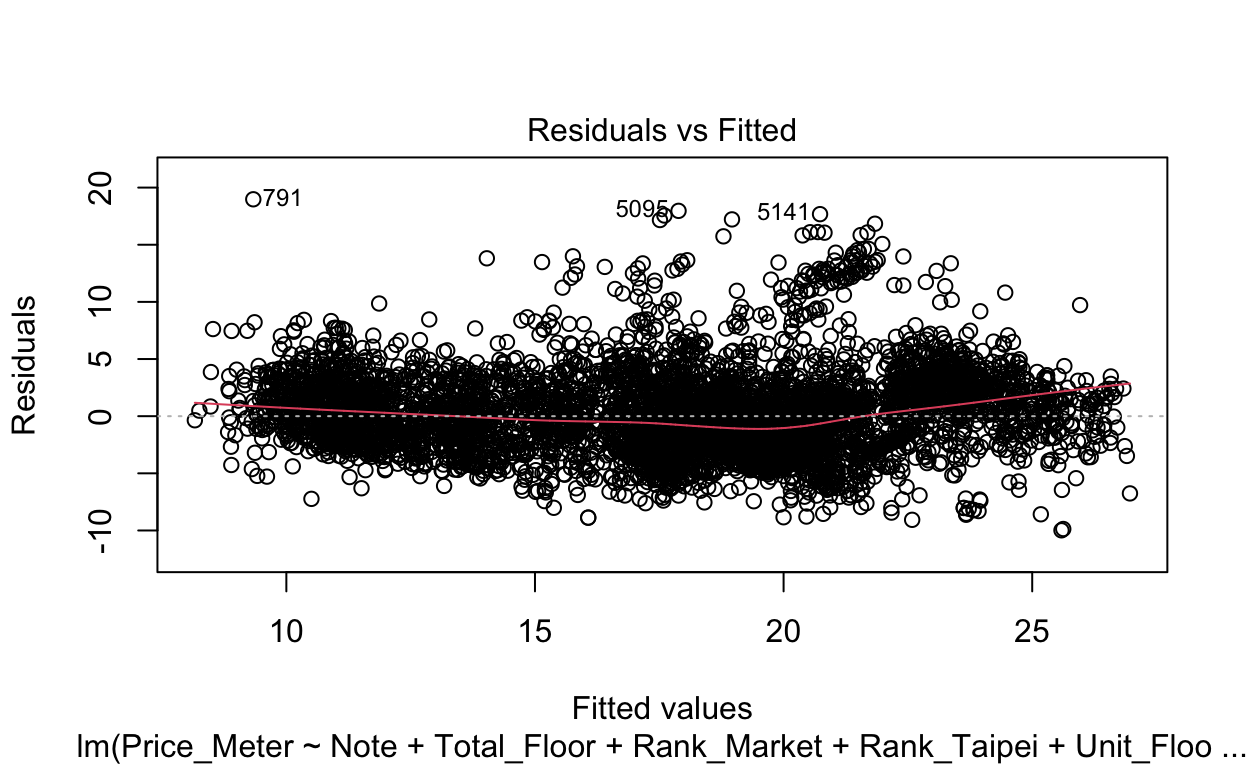 Residuals vs Fitted
Residuals
20
10
5
0
-10
791
5095
5141
10 15 20 25
Fitted values
lm(Price_Meter ~ Note + Total_Floor + Rank_Market + Rank_Taipei + Unit_Floo ...